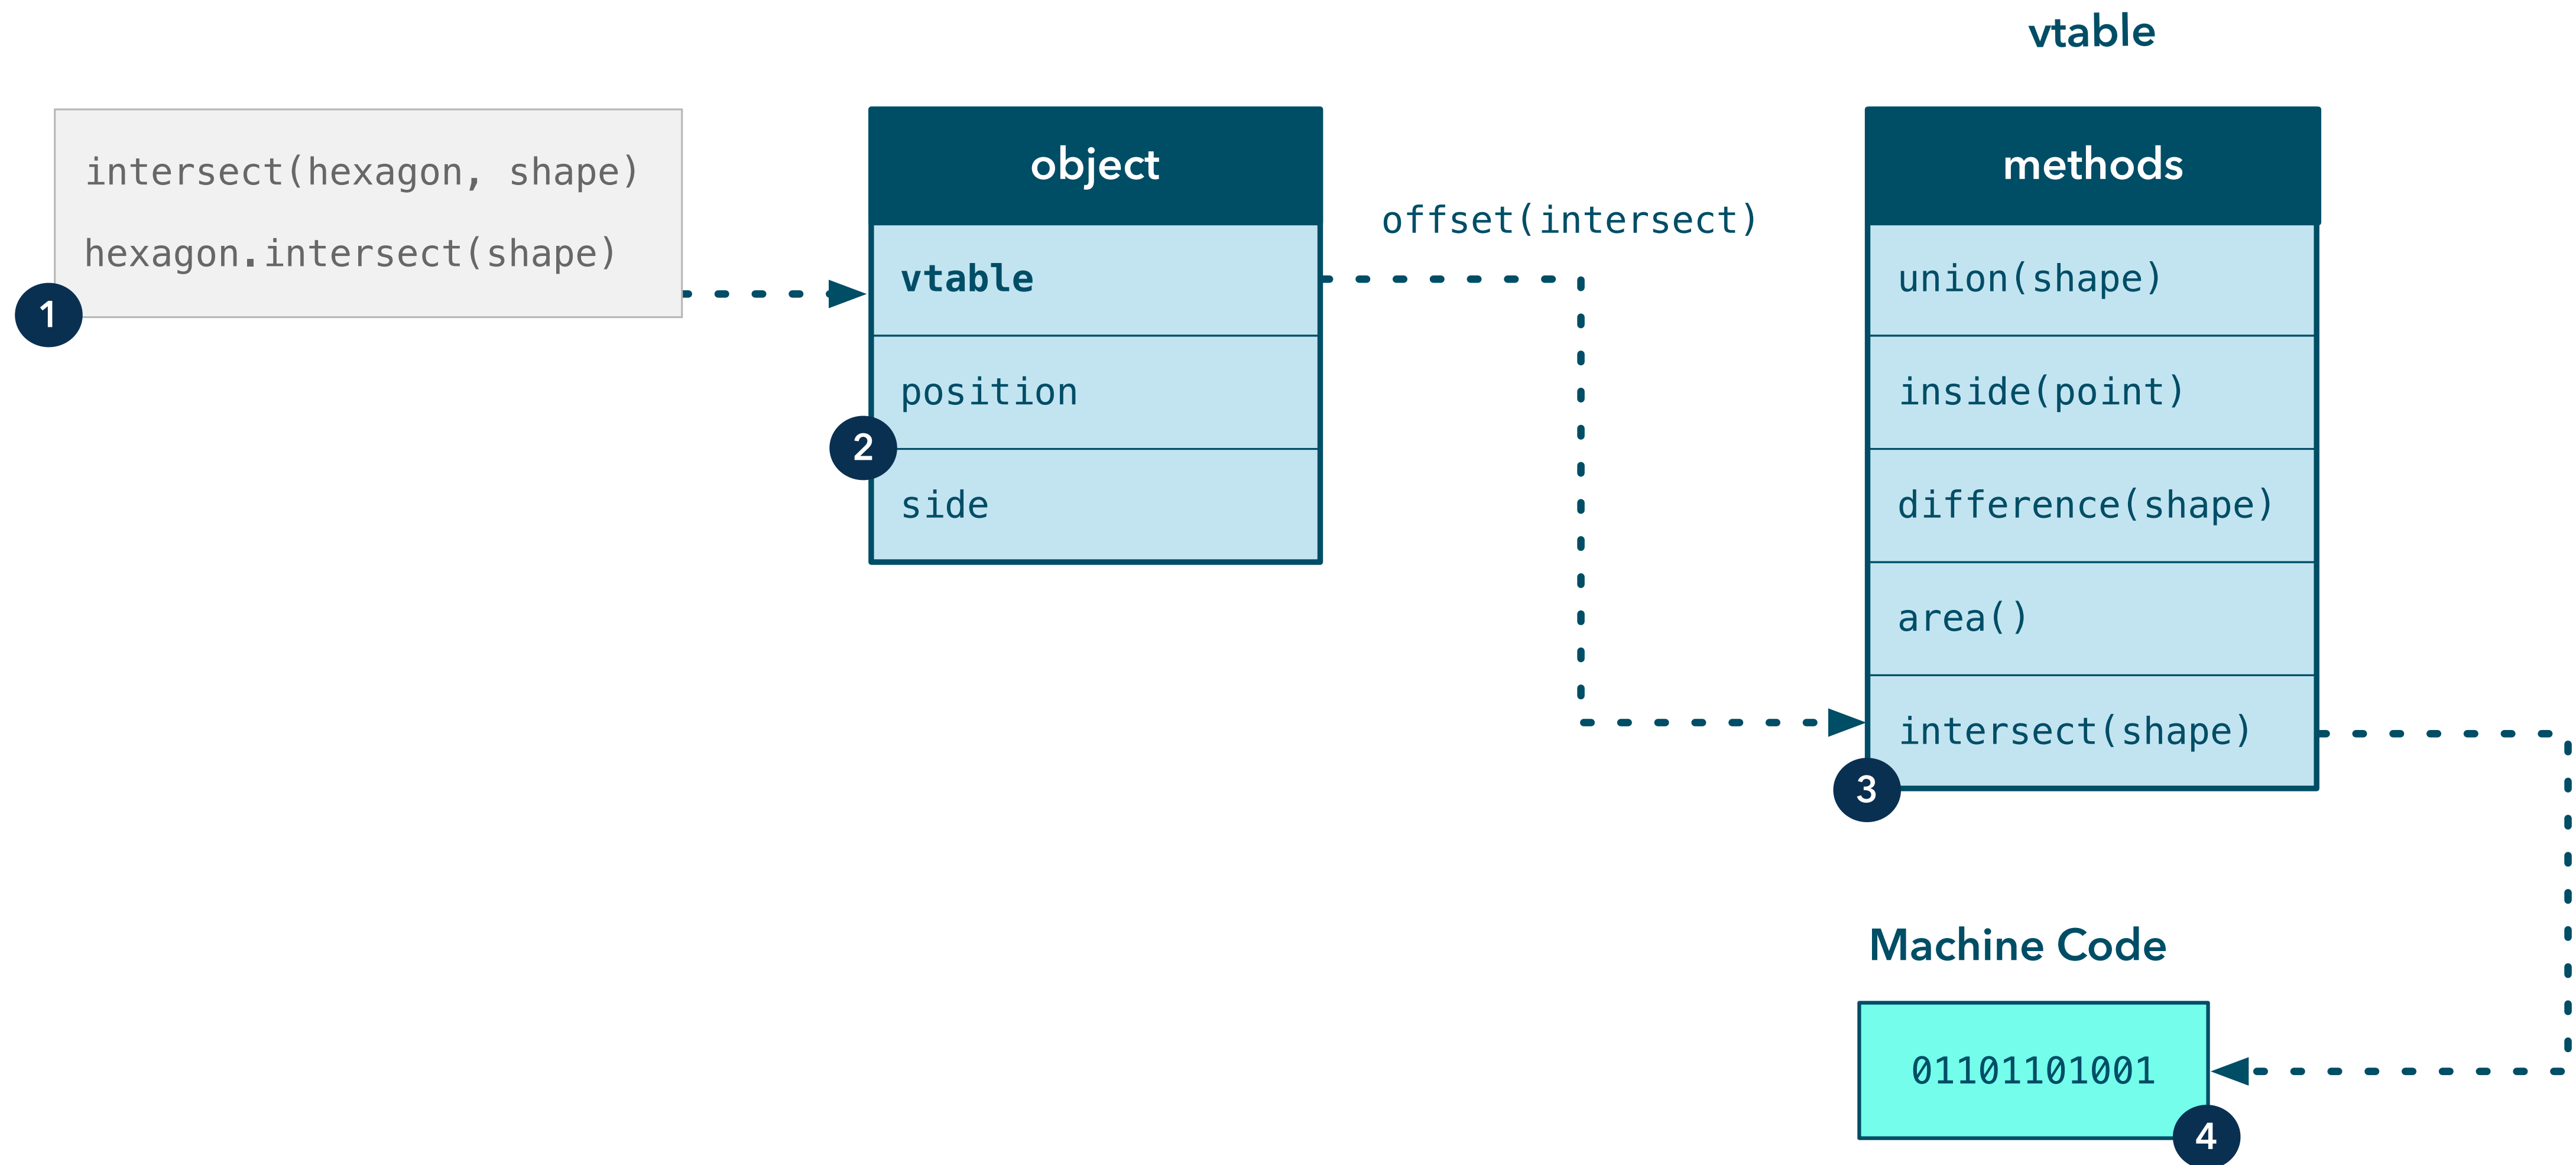 intersect(hexagon, shape)
hexagon.intersect(shape)
1
object
vtable
position
2
side
offset(intersect)
vtable
methods
union(shape)
inside(point)
difference(shape)
area()
intersect(shape)
3
Machine Code
01101101001
4